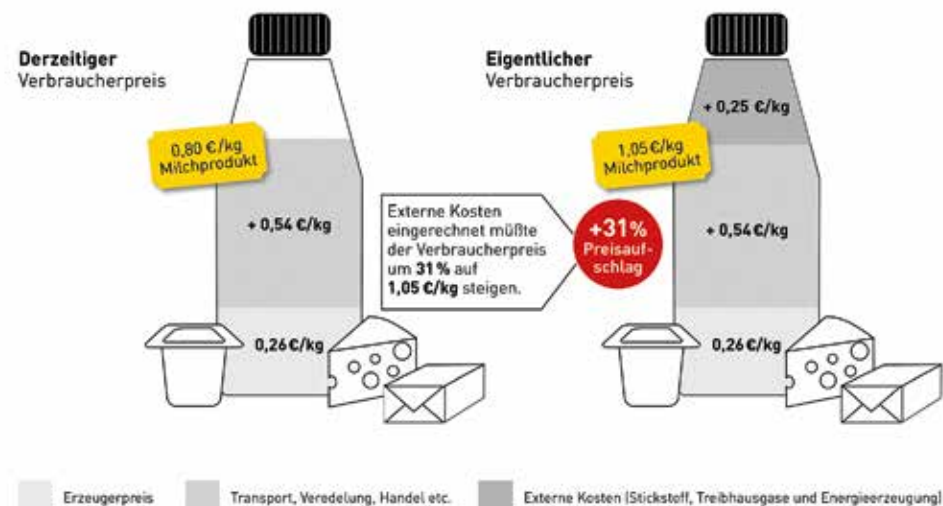 Derzeitiger
Verbraucherpreis
0,80 €/kg
Milchprodukt
+ 0,54 €/kg
0,26 €/kg
Externe Kosten
eingerechnet müßte
der Verbraucherpreis
um 31 % auf
1,05 €/kg steigen.
+31%
Preisauf-
schlag
Eigentlicher
Verbraucherpreis
1,05 €/kg
Milchprodukt
+ 0,25 €/kg
+ 0,54 €/kg
0,26 €/kg
Erzeugerpreis
Transport, Veredelung, Handel etc.
Externe Kosten (Stickstoff, Treibhausgase und Energieerzeugung)